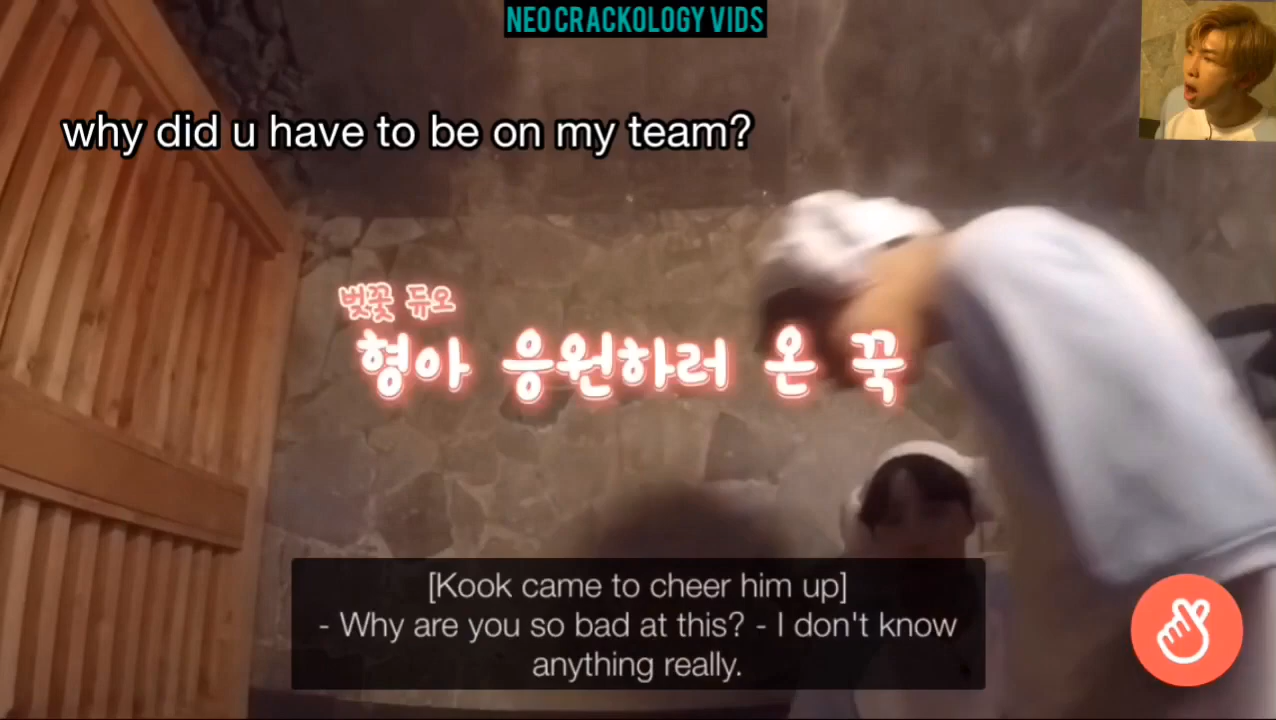 NEO CRACKOLOGY VIDS
why did u have to be on my team?
벚꽃 듀오
형아 응원하러 온 꾹
[Kook came to cheer him up]
- Why are you so bad at this? - I don't know
anything really.